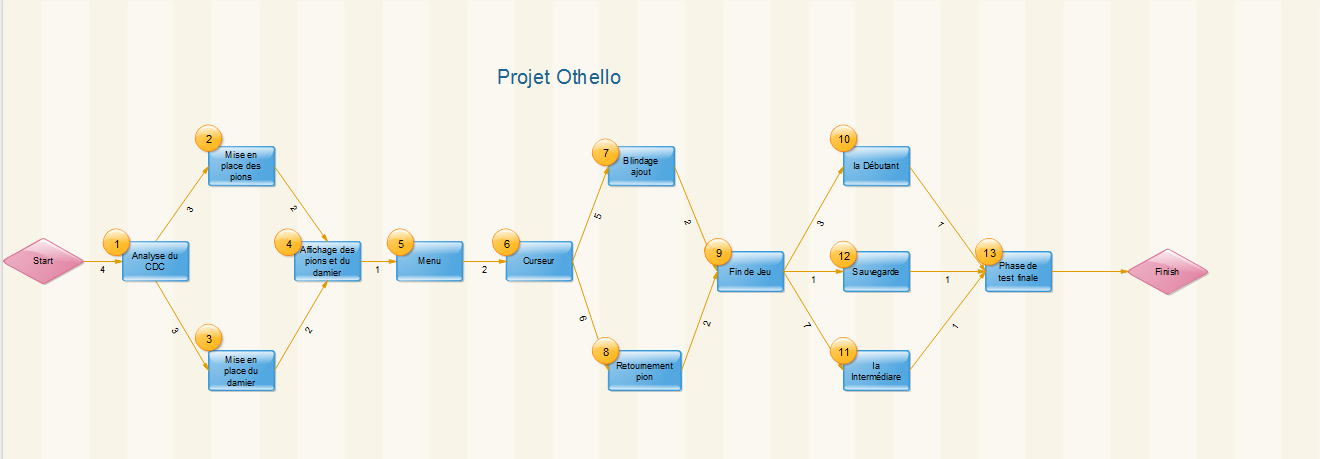 Projet Othello
Start
4
1
Analyse du
CDC
3
3
2
Mise en
place des
pions
3
Mise en
place du
damier
2
2
4
Affichage des
pions et du
damier
1
5
Menu
2
6
Curseur
5
6
7
Blindage
ajout
8
Retournement
pion
2
2
9
Fin de Jeu
3
1
7
10
Ia Débutant
12
Sauvegarde
11
Ia
Intermédiare
1
1
1
13
Phase de
test finale
Finish